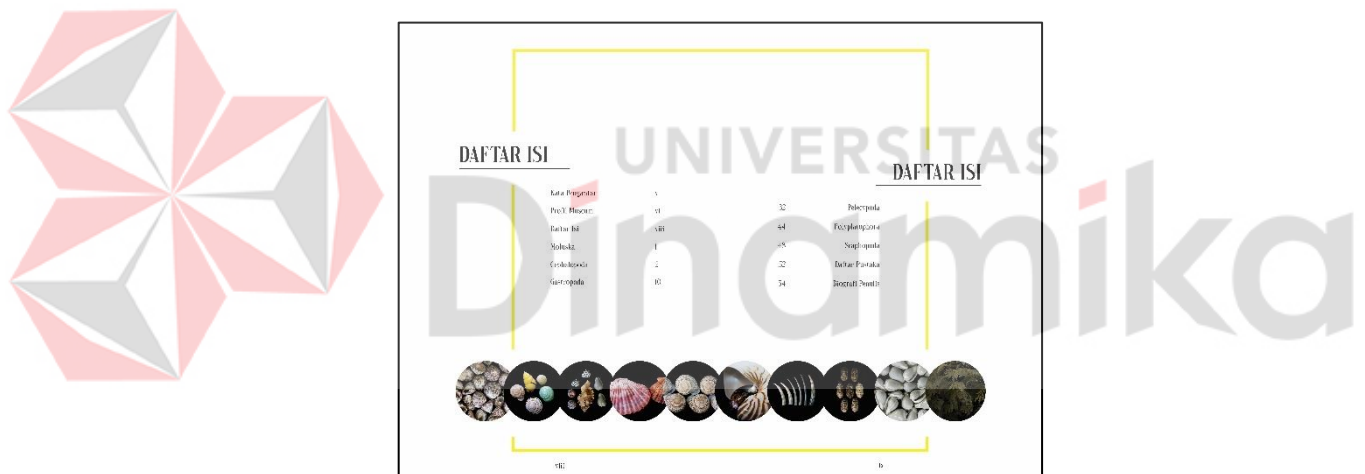 UNIVERSITAS
Dinamika
DAFTAR ISI
Kata Pengantar v
Profil Museum vi
Daftar Isi viii
Moluska 1
Cephalopoda 2
Gastropoda 10
DAFTAR ISI
32 Pelecypoda
44 Polyplacophora
48 Scaphopoda
52 Daftar Pustaka
54 Biografi Penulis
viii
ix